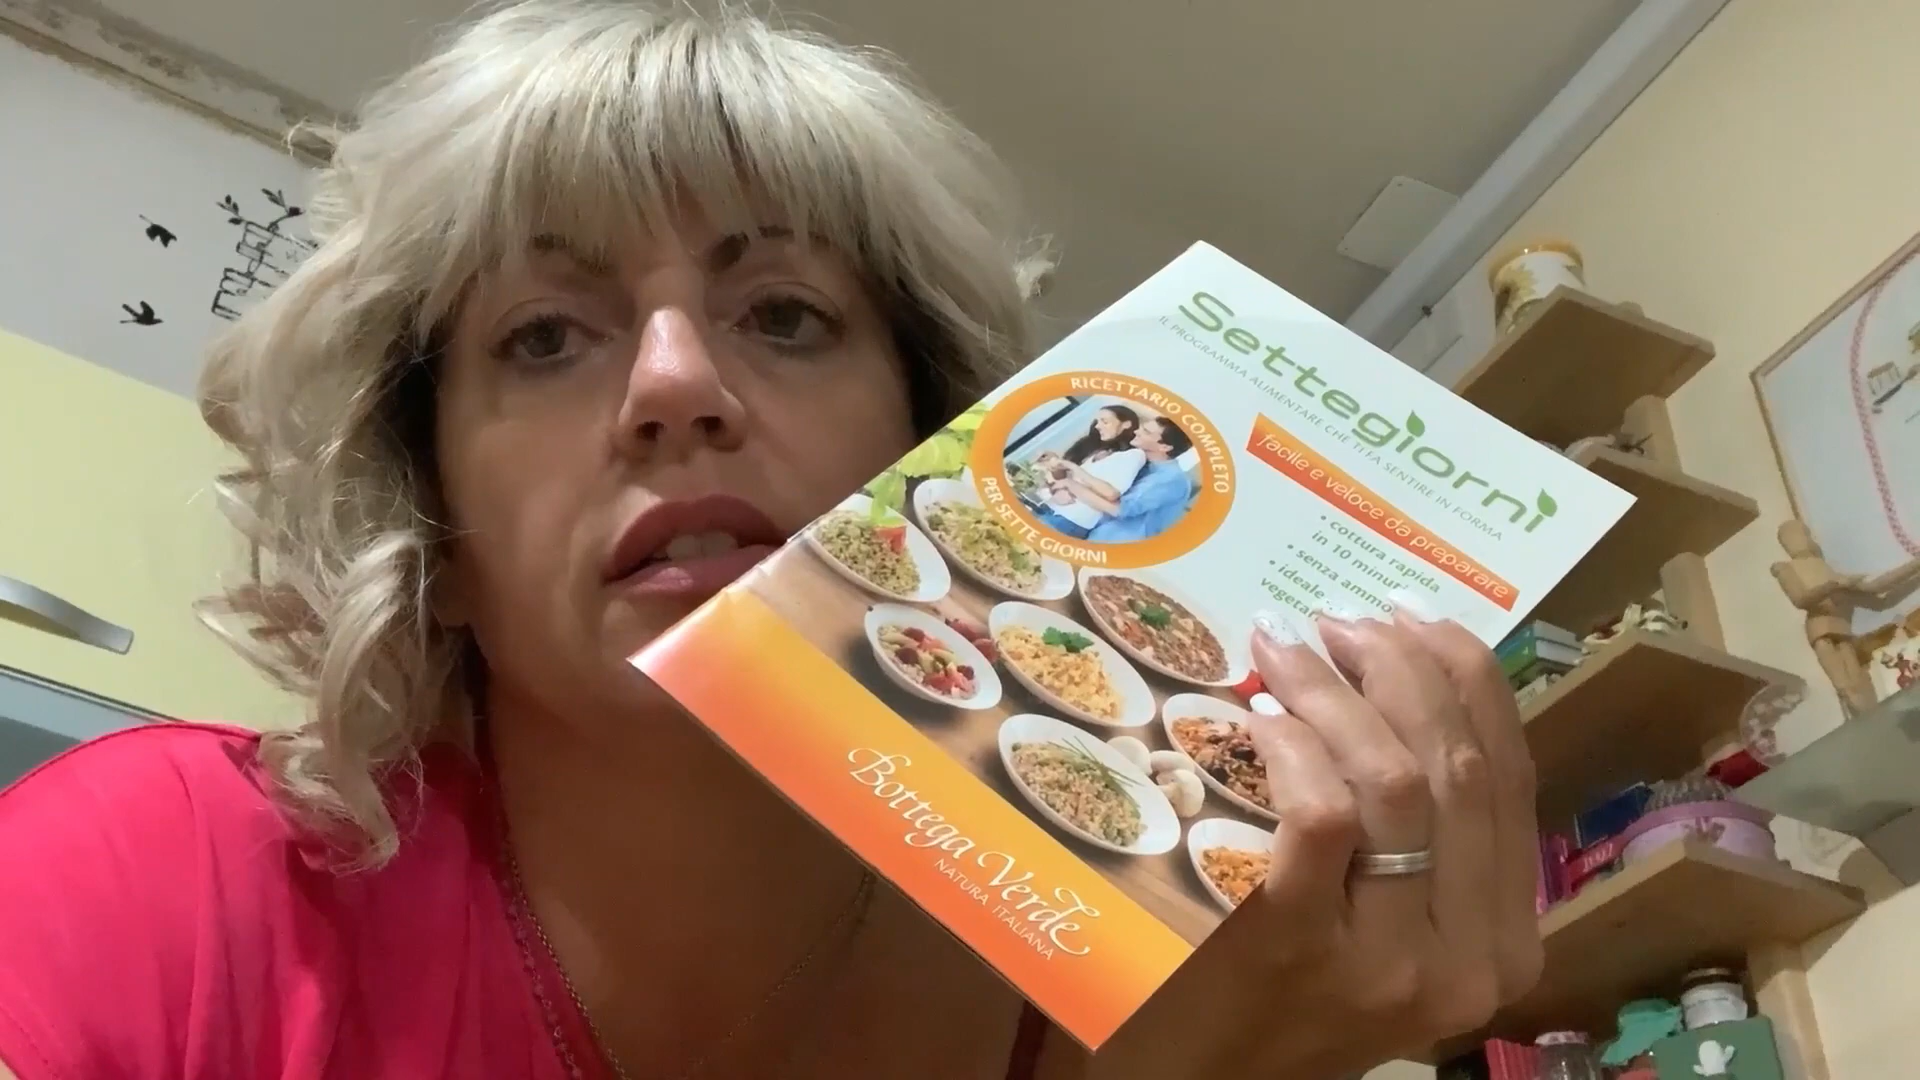 Settegiorni
IL PROGRAMMA ALIMENTARE CHE TI FA SENTIRE IN FORMA
RICETTARIO COMPLETO
PER SETTE GIORNI
facile e veloce da preparare
• cottura rapida
in 10 minu
• senza ammo
• ideale
vegeta
Bottega Verde
NATURA ITALIANA